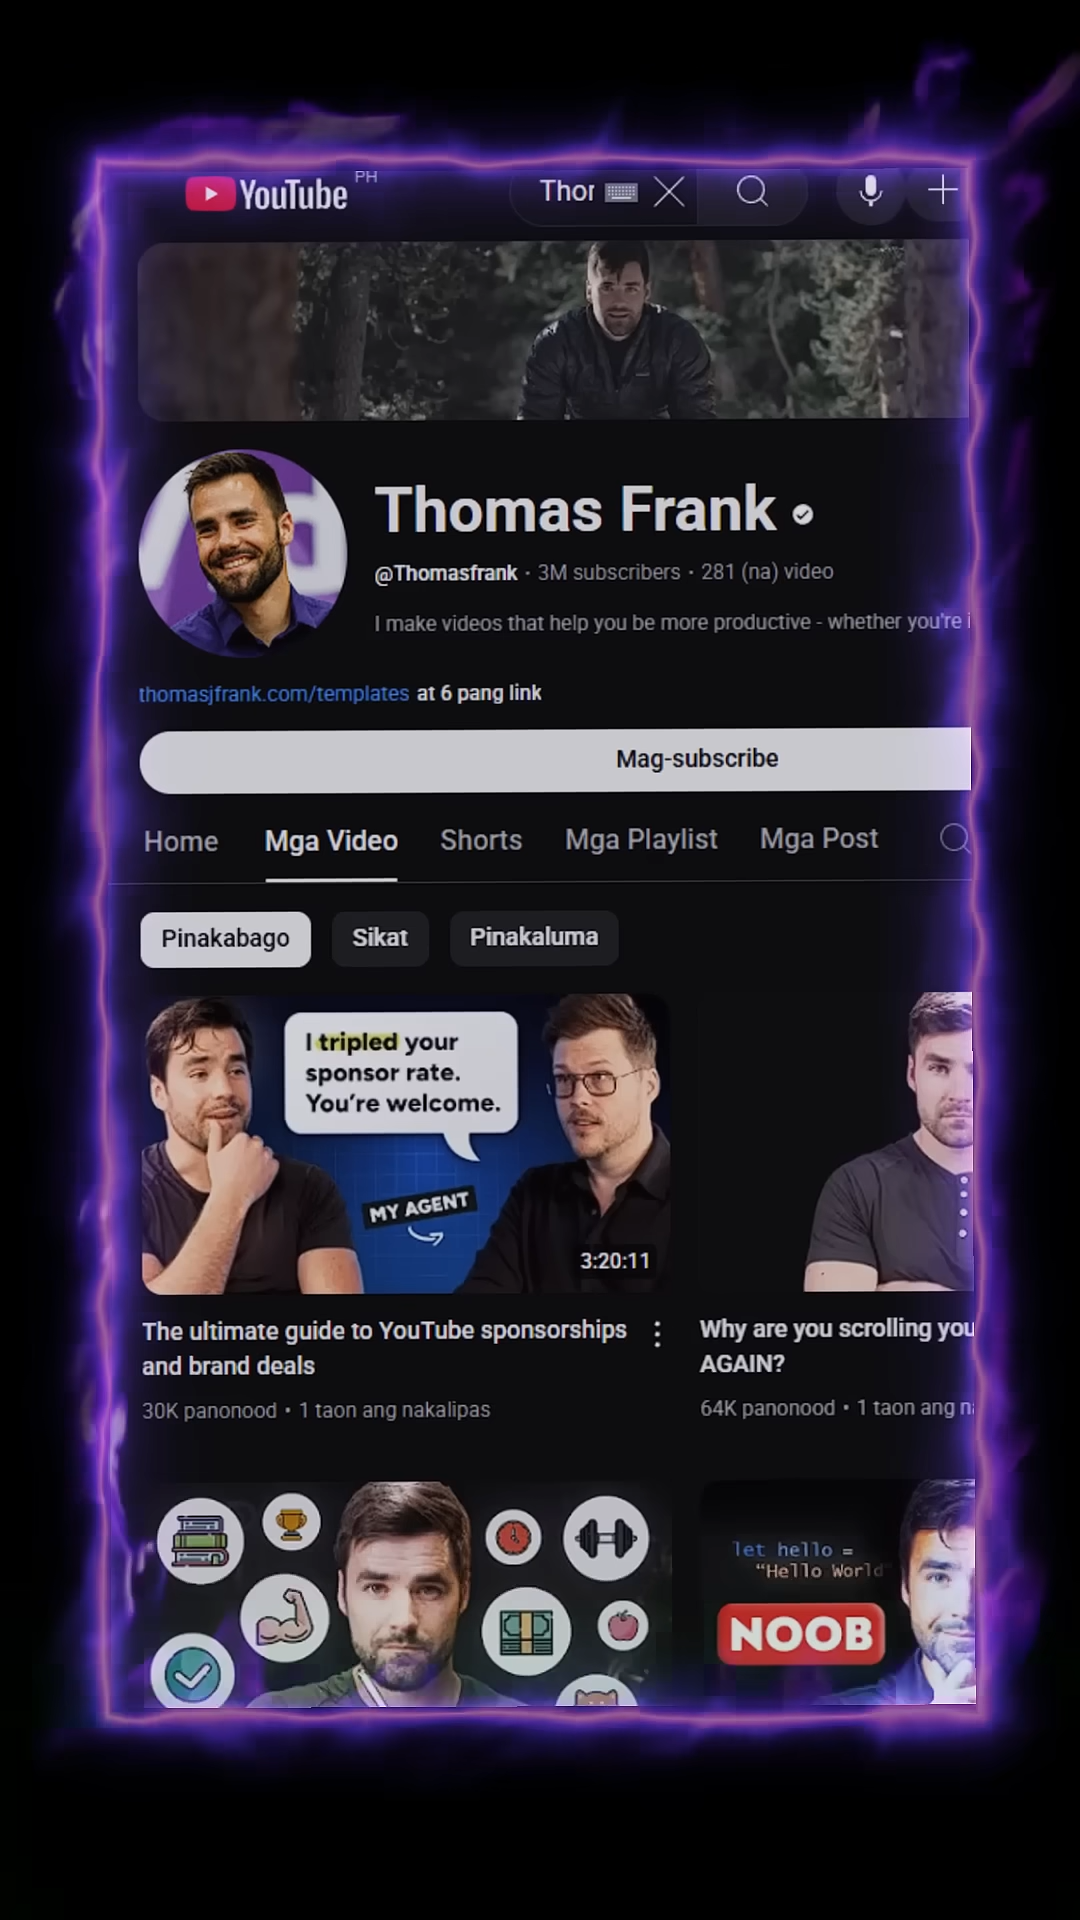 YouTube PH
Thor
Thomas Frank
@Thomasfrank · 3M subscribers · 281 (na) video
I make videos that help you be more productive - whether you're i
thomasjfrank.com/templates at 6 pang link
Mag-subscribe
Home Mga Video Shorts Mga Playlist Mga Post
Pinakabago Sikat Pinakaluma
I tripled your
sponsor rate.
You're welcome.
MY AGENT
3:20:11
The ultimate guide to YouTube sponsorships
and brand deals
30K panonood • 1 taon ang nakalipas
Why are you scrolling you
AGAIN?
64K panonood • 1 taon ang n
let hello =
"Hello World"
NOOB